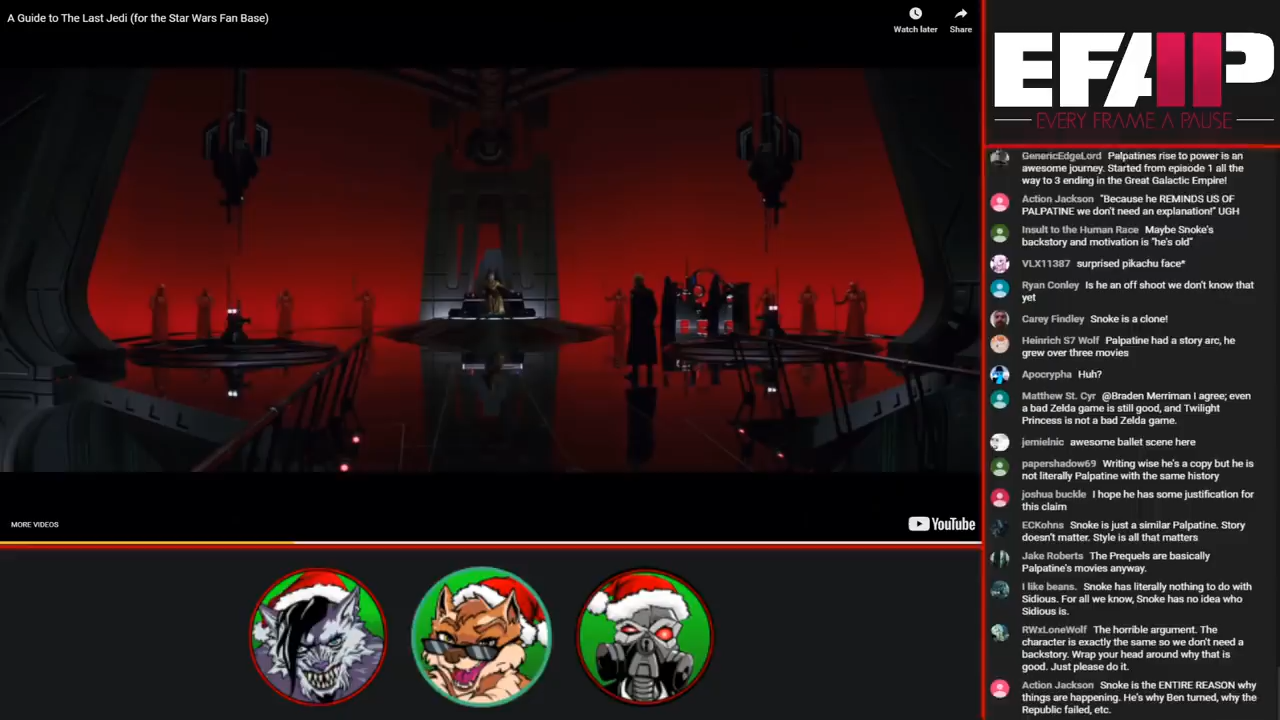 A Guide to The Last Jedi (for the Star Wars Fan Base)
Watch later
Share
MORE VIDEOS
YouTube
EFAP
EVERY FRAME A PAUSE
GenericEdgeLord Palpatines rise to power is an
awesome journey. Started from episode 1 all the
way to 3 ending in the Great Galactic Empire!
Action Jackson "Because he REMINDS US OF
PALPATINE we don't need an explanation!" UGH
Insult to the Human Race Maybe Snoke's
backstory and motivation is "he's old"
VLX11387 surprised pikachu face*
Ryan Conley Is he an off shoot we don't know that
yet
Carey Findley Snoke is a clone!
Heinrich S7 Wolf Palpatine had a story arc, he
grew over three movies
Apocrypha Huh?
Matthew St. Cyr @Braden Merriman I agree; even
a bad Zelda game is still good, and Twilight
Princess is not a bad Zelda game.
jemielnic awesome ballet scene here
papershadow69 Writing wise he's a copy but he is
not literally Palpatine with the same history
joshua buckle I hope he has some justification for
this claim
ECKohns Snoke is just a similar Palpatine. Story
doesn't matter. Style is all that matters
Jake Roberts The Prequels are basically
Palpatine's movies anyway.
I like beans. Snoke has literally nothing to do with
Sidious. For all we know, Snoke has no idea who
Sidious is.
RWxLoneWolf The horrible argument. The
character is exactly the same so we don't need a
backstory. Wrap your head around why that is
good. Just please do it.
Action Jackson Snoke is the ENTIRE REASON why
things are happening. He's why Ben turned, why the
Republic failed, etc.